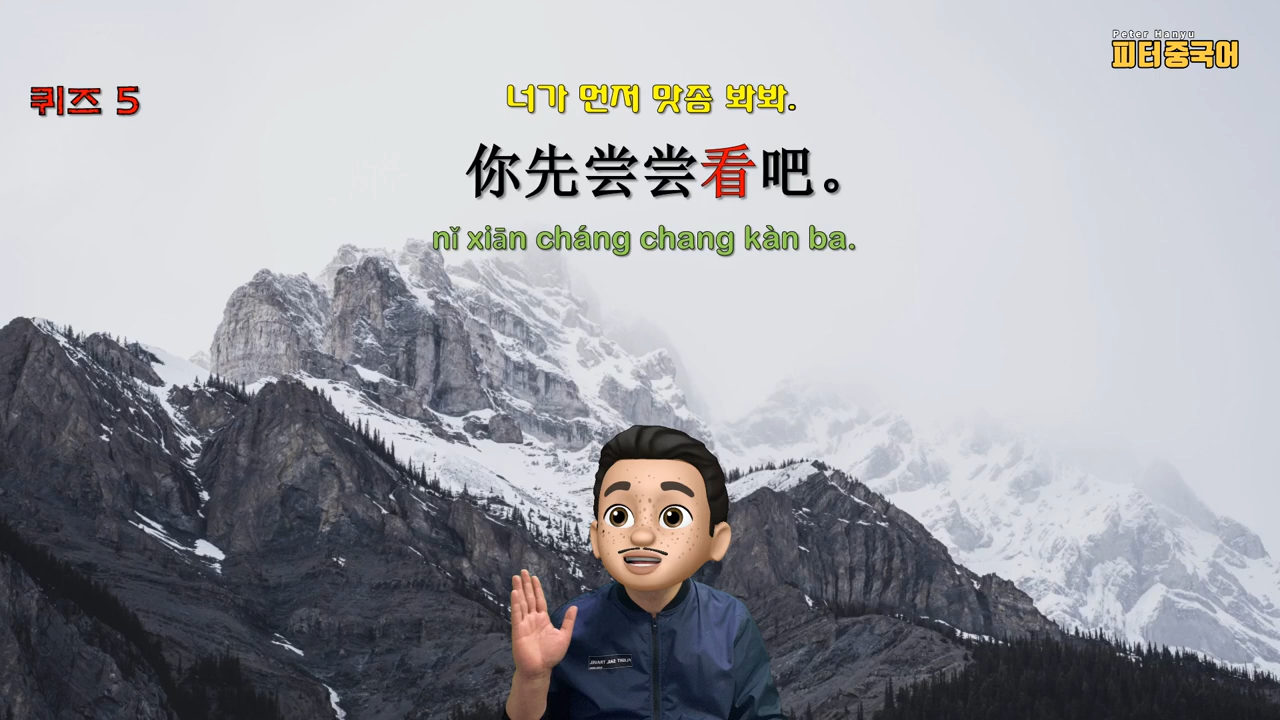 Peter Hanyu
피터중국어
퀴즈 5
너가 먼저 맛좀 봐봐.
你先尝尝看吧。
nǐ xiān cháng chang kàn ba.